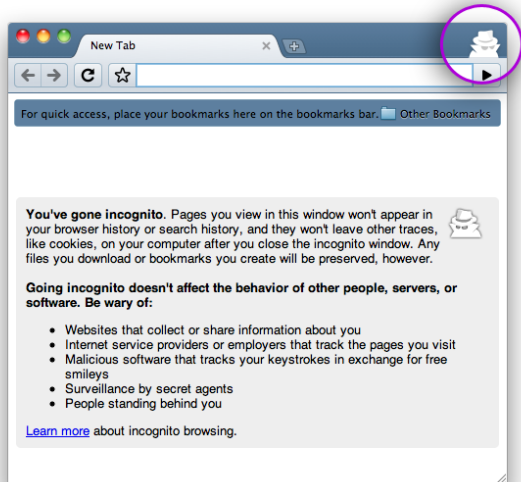 New Tab
For quick access, place your bookmarks here on the bookmarks bar. Other Bookmarks
You've gone incognito. Pages you view in this window won't appear in
your browser history or search history, and they won't leave other traces,
like cookies, on your computer after you close the incognito window. Any
files you download or bookmarks you create will be preserved, however.
Going incognito doesn't affect the behavior of other people, servers, or
software. Be wary of:
• Websites that collect or share information about you
• Internet service providers or employers that track the pages you visit
• Malicious software that tracks your keystrokes in exchange for free
smileys
• Surveillance by secret agents
• People standing behind you
Learn more about incognito browsing.